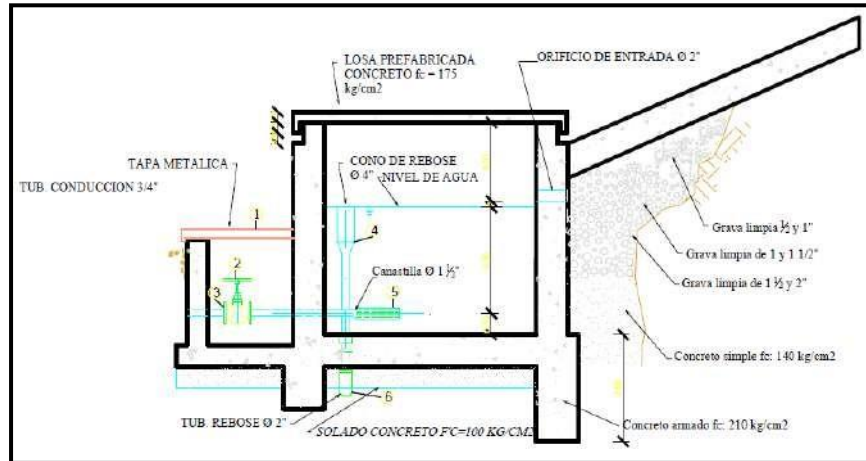 LOSA PREFABRICADA
CONCRETO fc = 175
kg/cm2
ORIFICIO DE ENTRADA Ø 2"
TAPA METALICA
TUB. CONDUCCION 3/4"
CONO DE REBOSE
Ø 4"
NIVEL DE AGUA
1
2
3
4
Canastilla Ø 1 ½"
5
6
Grava limpia ½ y 1"
Grava limpia de 1 y 1 1/2"
Grava limpia de 1 ½ y 2"
Concreto simple fc: 140 kg/cm2
Concreto armado fc: 210 kg/cm2
TUB. REBOSE Ø 2"
SOLADO CONCRETO F'C=100 KG/CM2